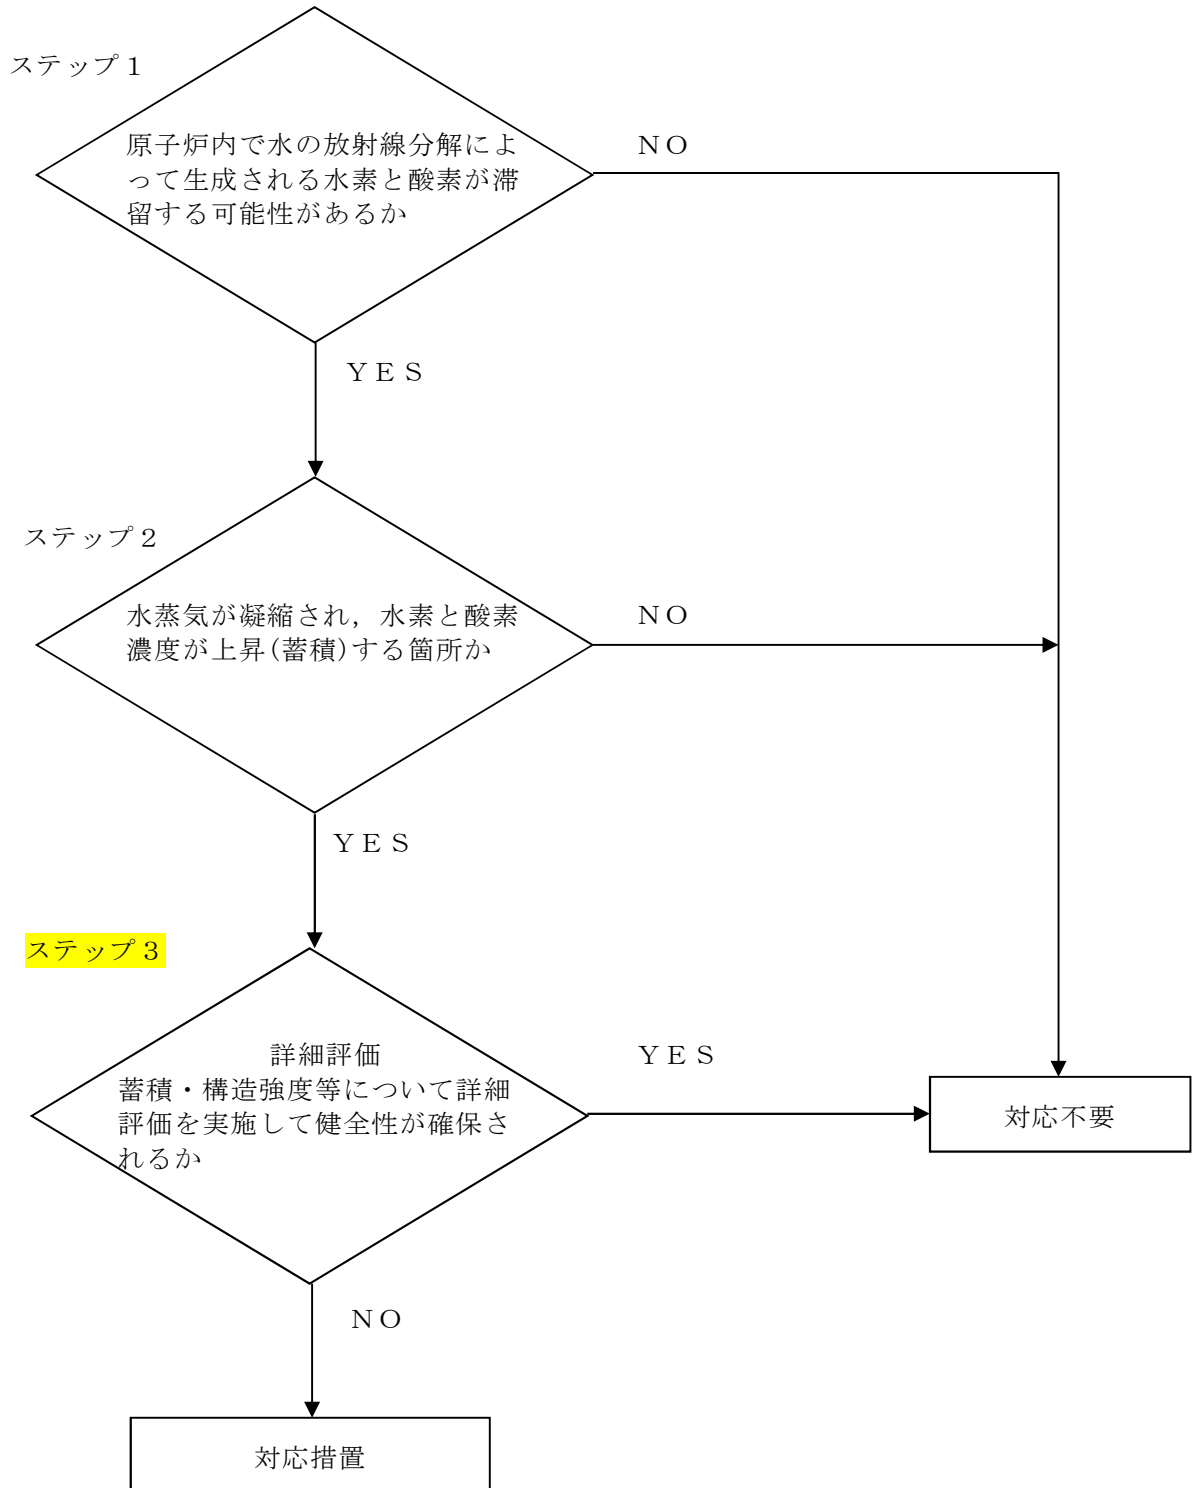 ステップ１
原子炉内で水の放射線分解によ
って生成される水素と酸素が滞
留する可能性があるか
ＮＯ
ＹＥＳ
ステップ２
水蒸気が凝縮され，水素と酸素
濃度が上昇(蓄積)する箇所か
ＮＯ
ＹＥＳ
ステップ３
詳細評価
蓄積・構造強度等について詳細
評価を実施して健全性が確保さ
れるか
ＹＥＳ
対応不要
ＮＯ
対応措置